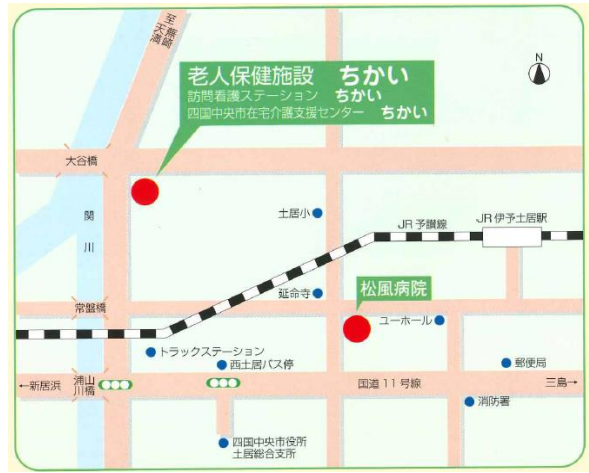 至 藤崎
天満
N
老人保健施設 ちかい
訪問看護ステーション ちかい
四国中央市在宅介護支援センター ちかい
大谷橋
関川
土居小
JR予讃線
JR伊予土居駅
延命寺
常盤橋
松風病院
ユーホール
トラックステーション
西土居バス停
郵便局
←新居浜
浦山
川橋
国道11号線
三島→
消防署
四国中央市役所
土居総合支所